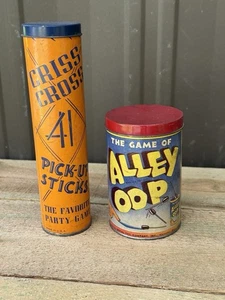 CRISS
CROSS
41
PICK-UP
STICKS
THE FAVORITE
PARTY-GAME
THE GAME OF
ALLEY
OOP